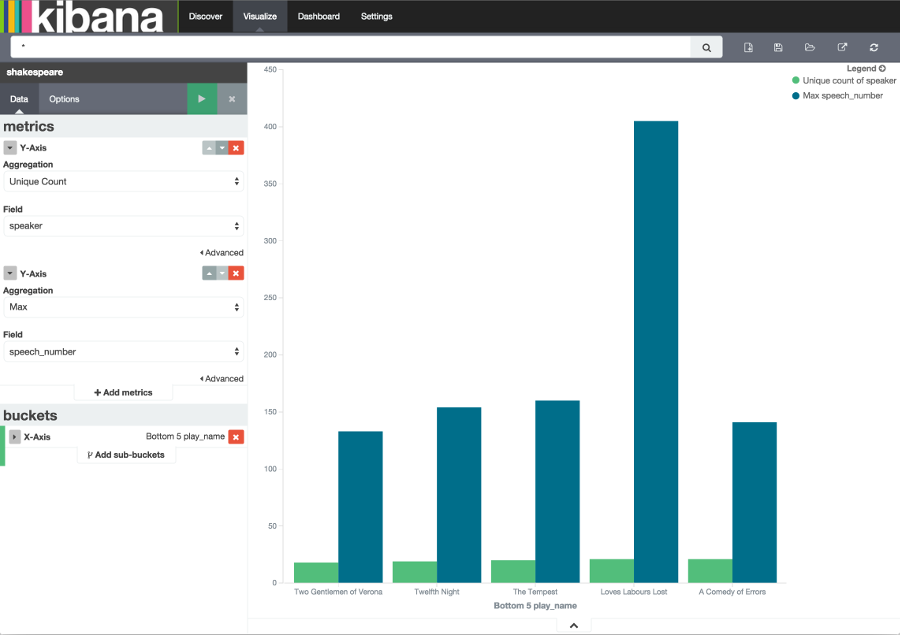 kibana
Discover
Visualize
Dashboard
Settings
*
shakespeare
Data
Options
metrics
Y-Axis
Aggregation
Unique Count
Field
speaker
Advanced
Y-Axis
Aggregation
Max
Field
speech_number
Advanced
+ Add metrics
buckets
X-Axis
Bottom 5 play_name
Add sub-buckets
Legend
Unique count of speaker
Max speech_number
450
400
350
300
250
200
150
100
50
0
Two Gentlemen of Verona
Twelfth Night
The Tempest
Loves Labours Lost
A Comedy of Errors
Bottom 5 play_name